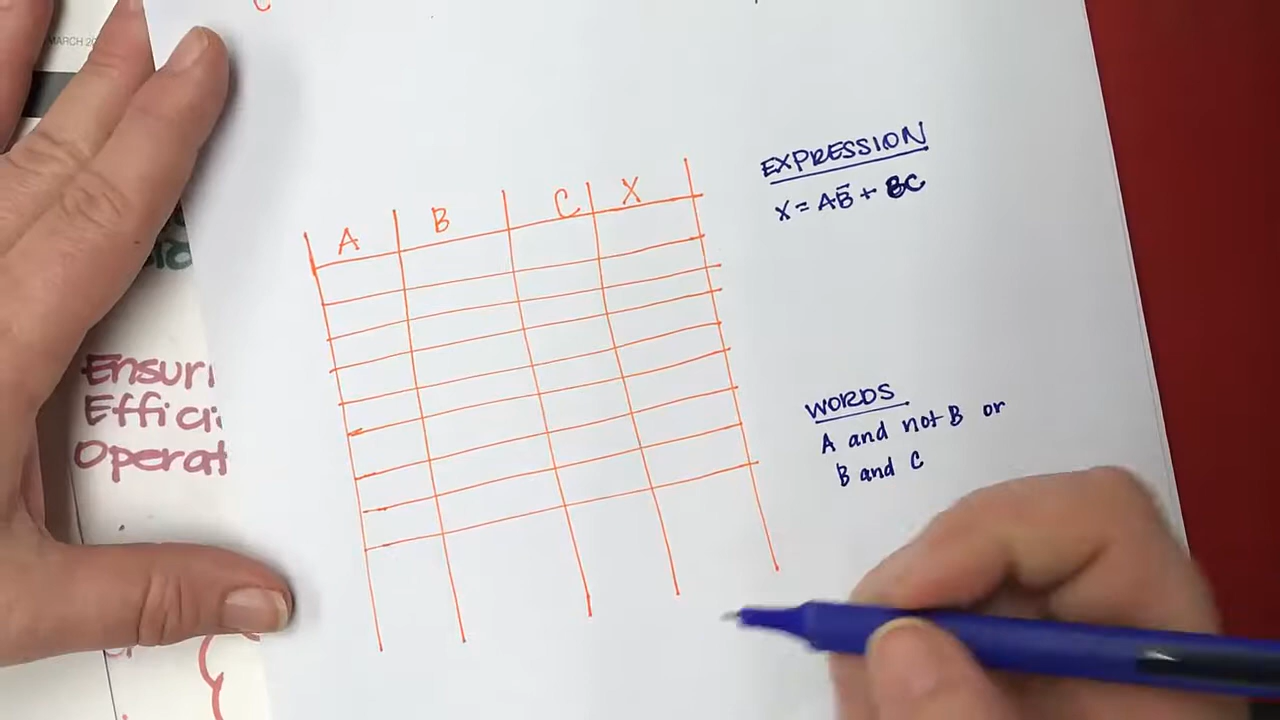 MARCH 20
A B C X
EXPRESSION
X = AB̅ + BC
Ensuri
Effici
Operat
WORDS
A and not B or
B and C